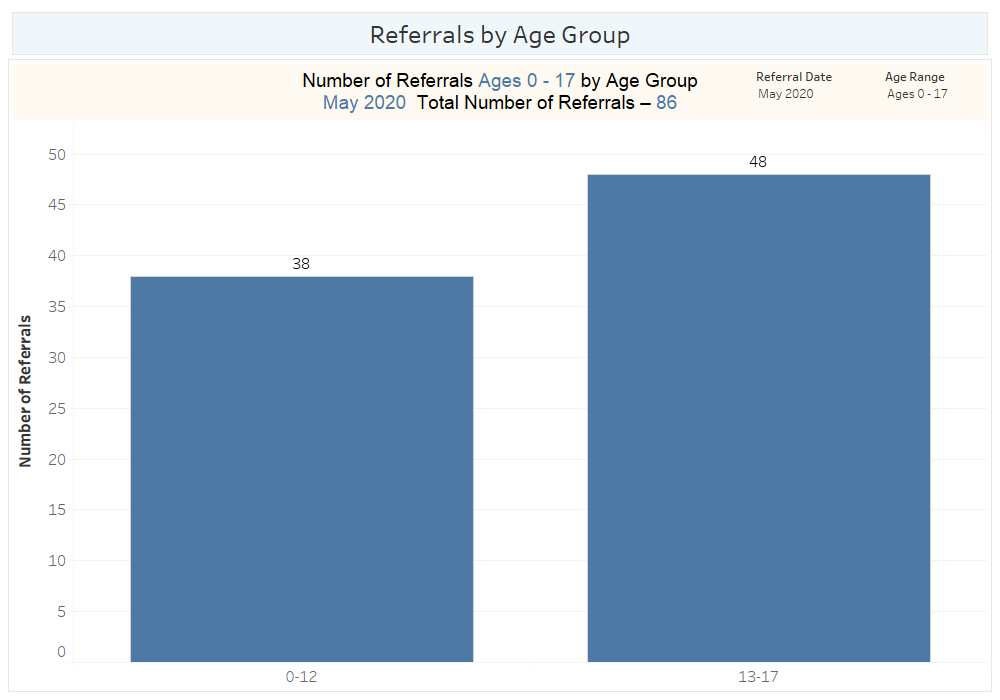 Referrals by Age Group
Number of Referrals Ages 0 - 17 by Age Group
May 2020 Total Number of Referrals – 86
Referral Date
May 2020
Age Range
Ages 0 - 17
Number of Referrals
50
45
40
35
30
25
20
15
10
5
0
38
48
0-12
13-17